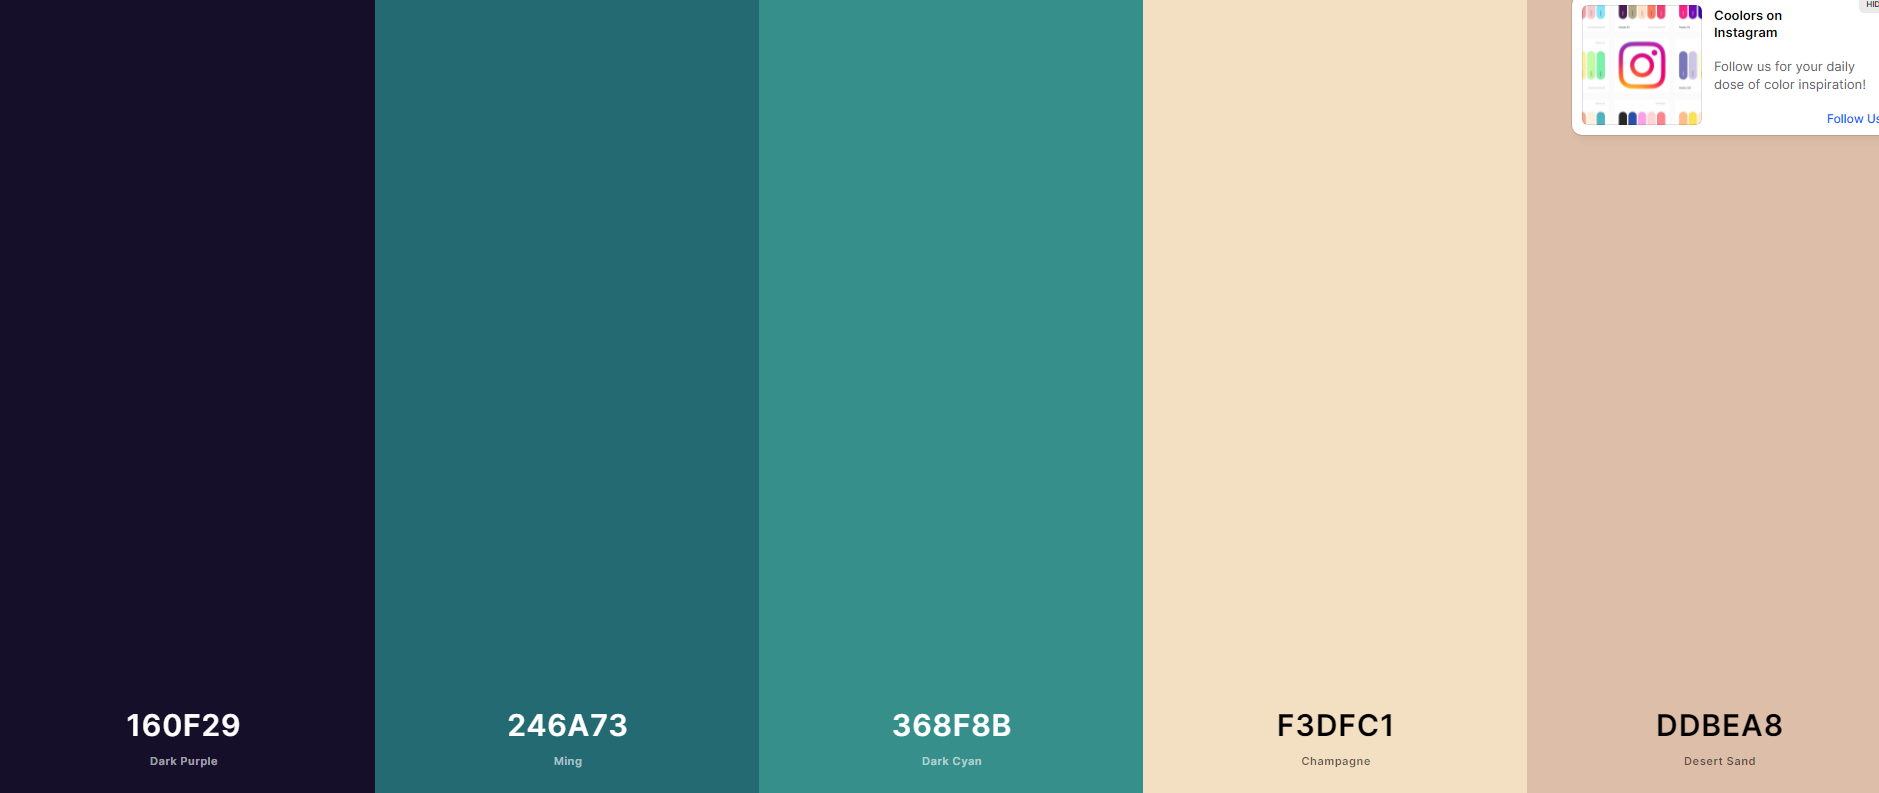 HID
Coolors on
Instagram
Follow us for your daily
dose of color inspiration!
Follow Us
160F29
Dark Purple
246A73
Ming
368F8B
Dark Cyan
F3DFC1
Champagne
DDBEA8
Desert Sand